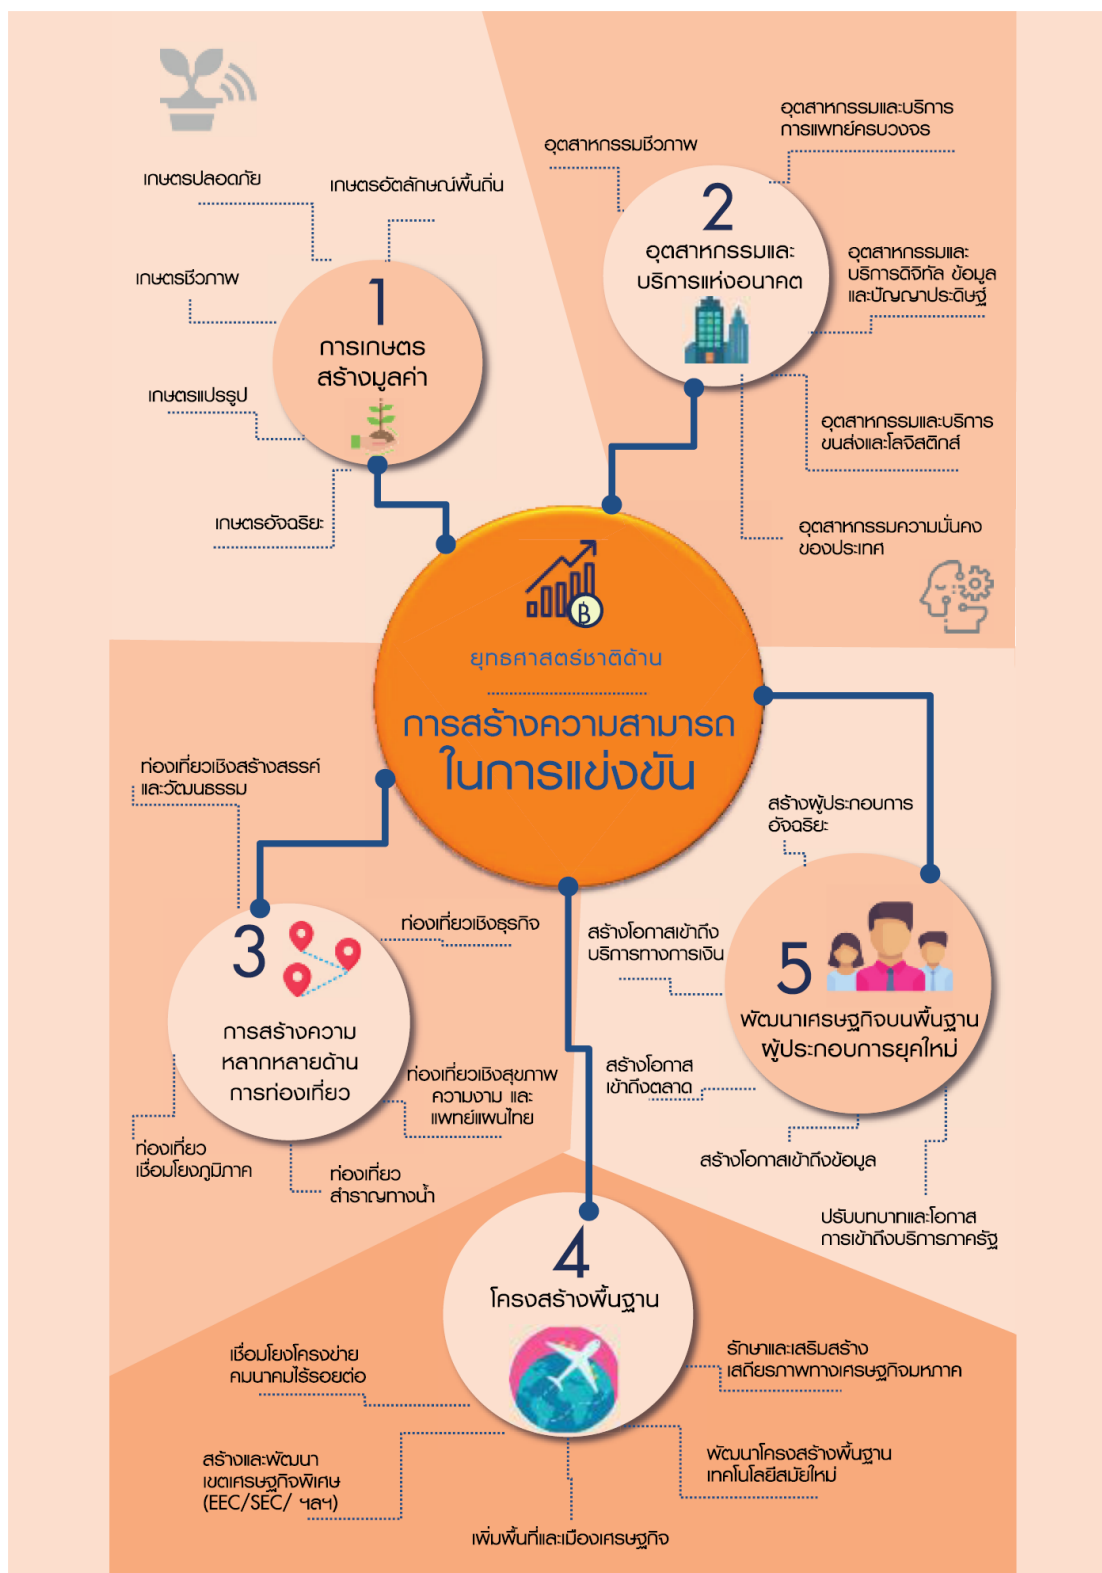 เกษตรปลอดภัย
เกษตรอัตลักษณ์พื้นถิ่น
เกษตรชีวภาพ
1
การเกษตร
สร้างมูลค่า
เกษตรแปรรูป
เกษตรอัจฉริยะ
อุตสาหกรรมชีวภาพ
อุตสาหกรรมและบริการ
การแพทย์ครบวงจร
2
อุตสาหกรรมและ
บริการแห่งอนาคต
อุตสาหกรรมและ
บริการดิจิทัล ข้อมูล
และปัญญาประดิษฐ์
อุตสาหกรรมและบริการ
ขนส่งและโลจิสติกส์
อุตสาหกรรมความมั่นคง
ของประเทศ
฿
ยุทธศาสตร์ชาติด้าน
การสร้างความสามารถ
ในการแข่งขัน
ท่องเที่ยวเชิงสร้างสรรค์
และวัฒนธรรม
ท่องเที่ยวเชิงธุรกิจ
3
การสร้างความ
หลากหลายด้าน
การท่องเที่ยว
ท่องเที่ยวเชิงสุขภาพ
ความงาม และ
แพทย์แผนไทย
ท่องเที่ยว
เชื่อมโยงภูมิภาค
ท่องเที่ยว
สำราญทางน้ำ
สร้างผู้ประกอบการ
อัจฉริยะ
สร้างโอกาสเข้าถึง
บริการทางการเงิน
5
พัฒนาเศรษฐกิจบนพื้นฐาน
ผู้ประกอบการยุคใหม่
สร้างโอกาส
เข้าถึงตลาด
สร้างโอกาสเข้าถึงข้อมูล
ปรับบทบาทและโอกาส
การเข้าถึงบริการภาครัฐ
4
โครงสร้างพื้นฐาน
เชื่อมโยงโครงข่าย
คมนาคมไร้รอยต่อ
รักษาและเสริมสร้าง
เสถียรภาพทางเศรษฐกิจมหภาค
สร้างและพัฒนา
เขตเศรษฐกิจพิเศษ
(EEC/SEC/ ฯลฯ)
พัฒนาโครงสร้างพื้นฐาน
เทคโนโลยีสมัยใหม่
เพิ่มพื้นที่และเมืองเศรษฐกิจ